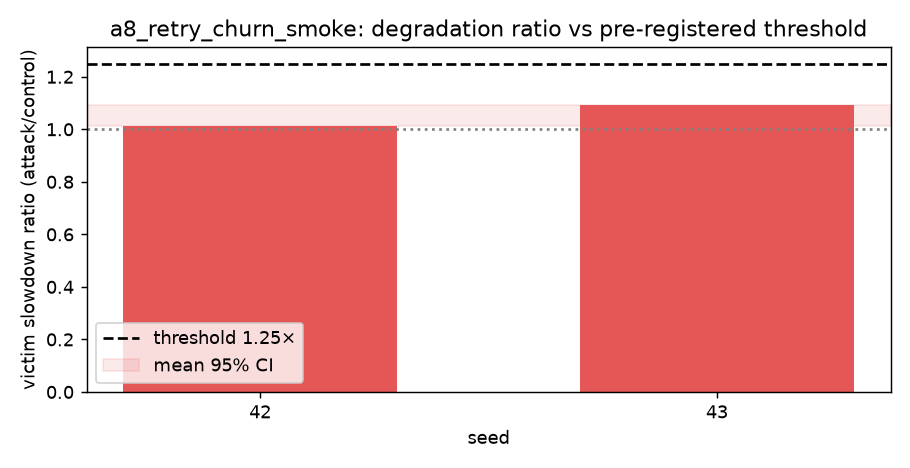 a8_retry_churn_smoke: degradation ratio vs pre-registered threshold
victim slowdown ratio (attack/control)
1.2
1.0
0.8
0.6
0.4
0.2
0.0
threshold 1.25×
mean 95% CI
42
43
seed